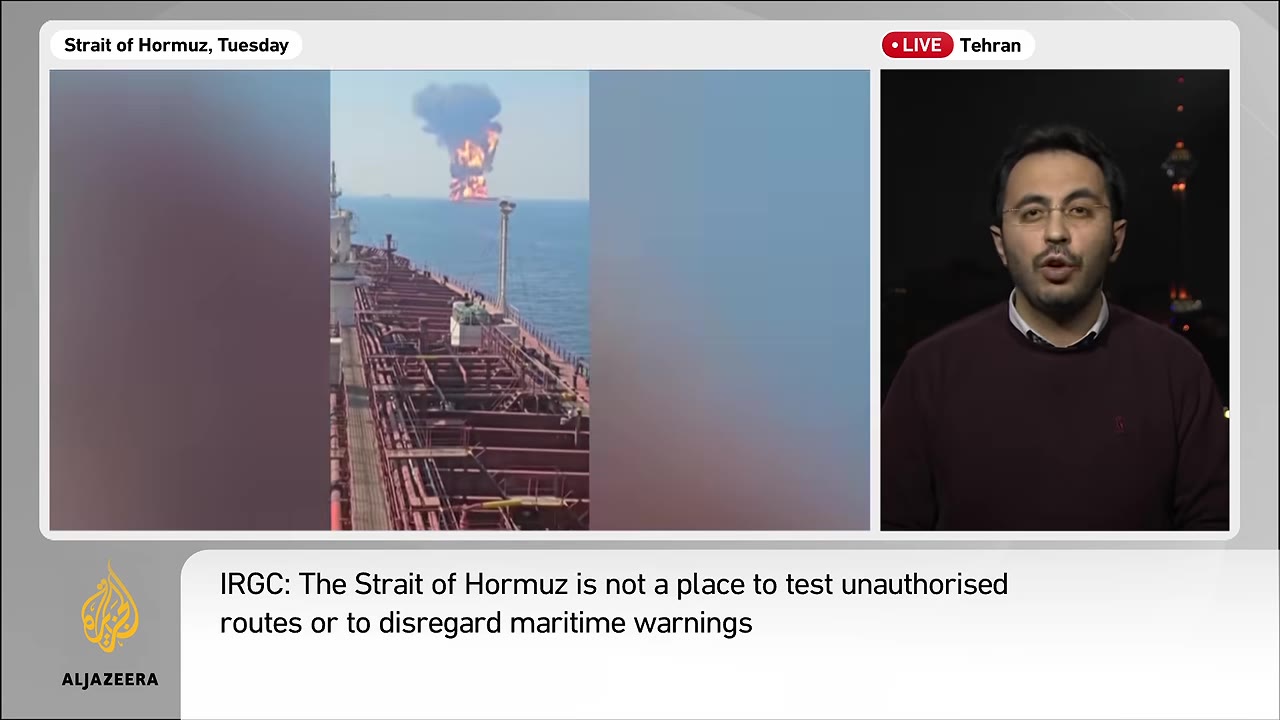 Strait of Hormuz, Tuesday
LIVE Tehran
IRGC: The Strait of Hormuz is not a place to test unauthorised
routes or to disregard maritime warnings
ALJAZEERA